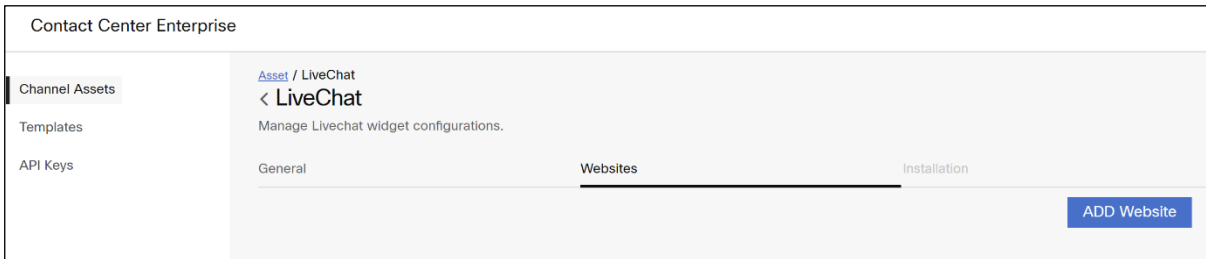 Contact Center Enterprise
Channel Assets
Templates
API Keys
Asset / LiveChat
< LiveChat
Manage Livechat widget configurations.
General
Websites
Installation
ADD Website